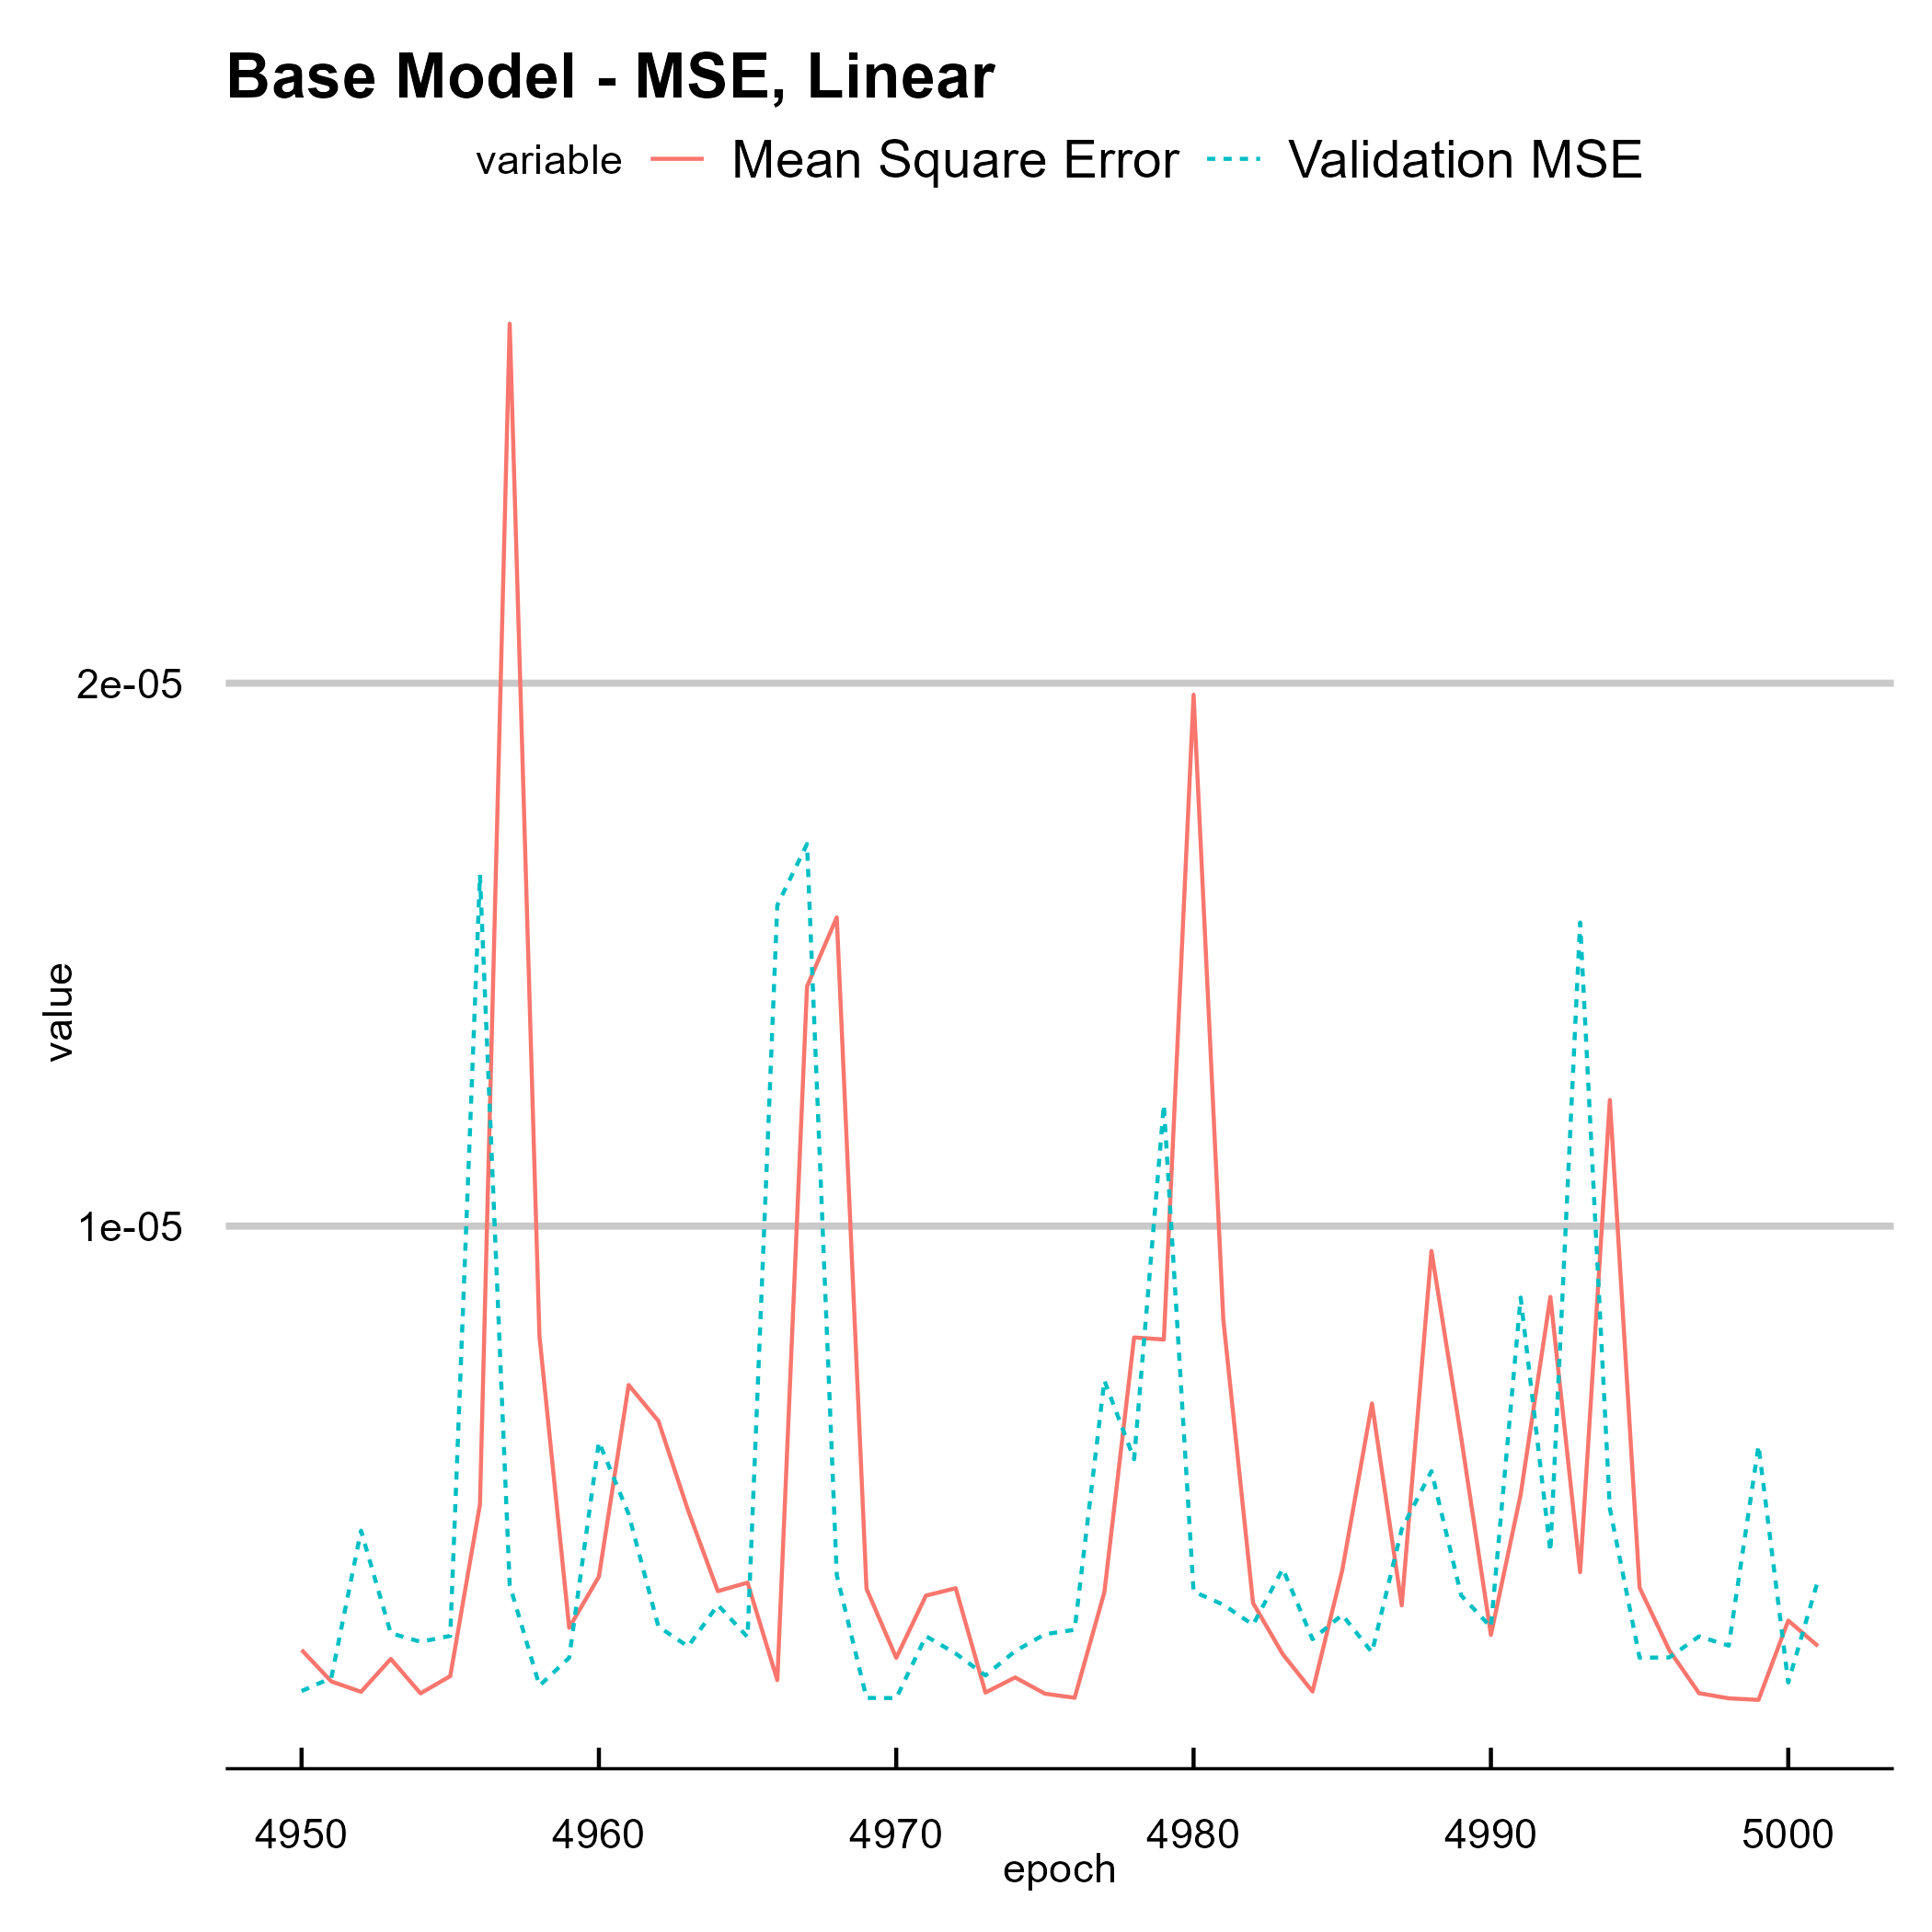 Base Model - MSE, Linear
variable Mean Square Error Validation MSE
2e-05
1e-05
value
4950 4960 4970 4980 4990 5000
epoch